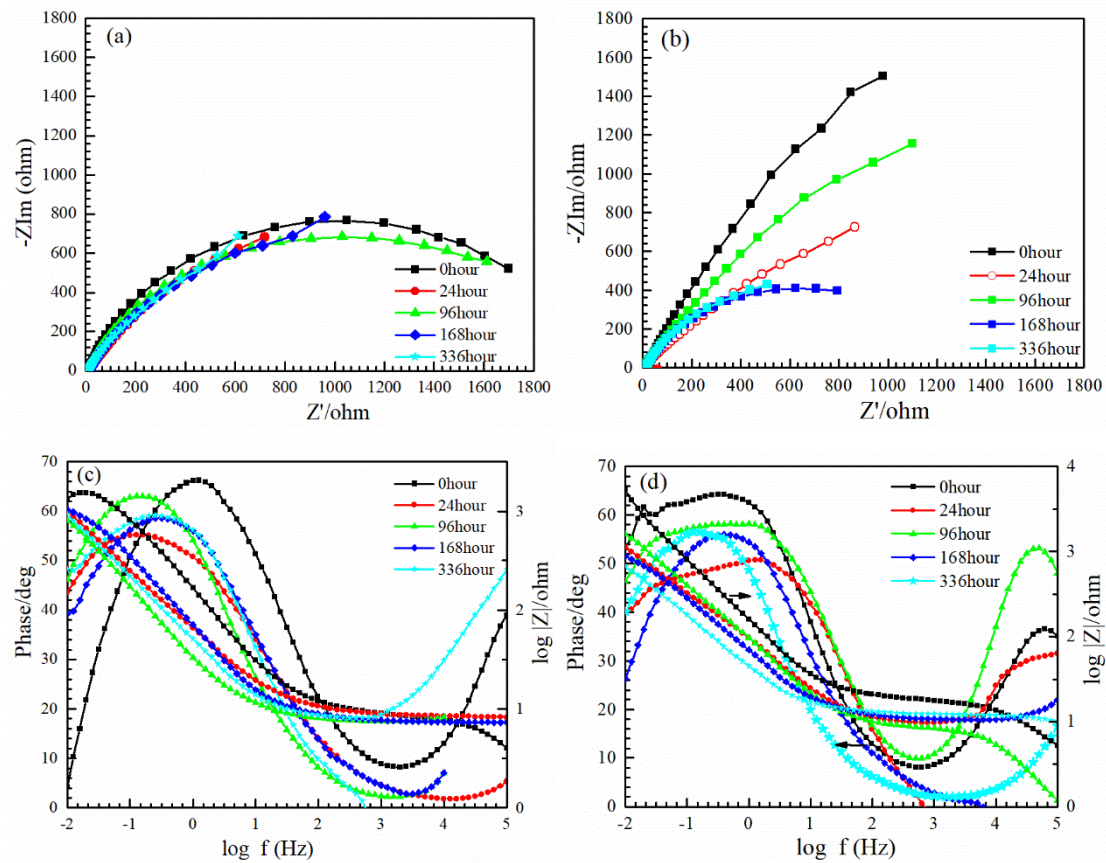 (a)
1800
1600
1400
1200
1000
800
600
400
200
0
-ZIm (ohm)
0hour
24hour
96hour
168hour
336hour
0 200 400 600 800 1000 1200 1400 1600 1800
Z'/ohm
(b)
1800
1600
1400
1200
1000
800
600
400
200
0
-ZIm/ohm
0hour
24hour
96hour
168hour
336hour
0 200 400 600 800 1000 1200 1400 1600 1800
Z'/ohm
(c)
70
60
50
40
30
20
10
0
Phase/deg
0hour
24hour
96hour
168hour
336hour
3
2
1
0
log |Z|/ohm
-2 -1 0 1 2 3 4 5
log f (Hz)
(d)
70
60
50
40
30
20
10
0
Phase/deg
0hour
24hour
96hour
168hour
336hour
4
3
2
1
0
log |Z|/ohm
-2 -1 0 1 2 3 4 5
log f (Hz)